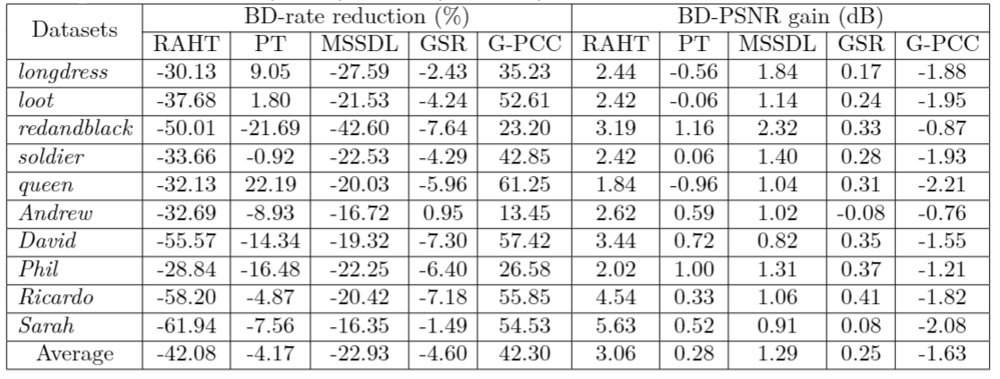 Datasets BD-rate reduction (%) BD-PSNR gain (dB)
RAHT PT MSSDL GSR G-PCC RAHT PT MSSDL GSR G-PCC
longdress -30.13 9.05 -27.59 -2.43 35.23 2.44 -0.56 1.84 0.17 -1.88
loot -37.68 1.80 -21.53 -4.24 52.61 2.42 -0.06 1.14 0.24 -1.95
redandblack -50.01 -21.69 -42.60 -7.64 23.20 3.19 1.16 2.32 0.33 -0.87
soldier -33.66 -0.92 -22.53 -4.29 42.85 2.42 0.06 1.40 0.28 -1.93
queen -32.13 22.19 -20.03 -5.96 61.25 1.84 -0.96 1.04 0.31 -2.21
Andrew -32.69 -8.93 -16.72 0.95 13.45 2.62 0.59 1.02 -0.08 -0.76
David -55.57 -14.34 -19.32 -7.30 57.42 3.44 0.72 0.82 0.35 -1.55
Phil -28.84 -16.48 -22.25 -6.40 26.58 2.02 1.00 1.31 0.37 -1.21
Ricardo -58.20 -4.87 -20.42 -7.18 55.85 4.54 0.33 1.06 0.41 -1.82
Sarah -61.94 -7.56 -16.35 -1.49 54.53 5.63 0.52 0.91 0.08 -2.08
Average -42.08 -4.17 -22.93 -4.60 42.30 3.06 0.28 1.29 0.25 -1.63